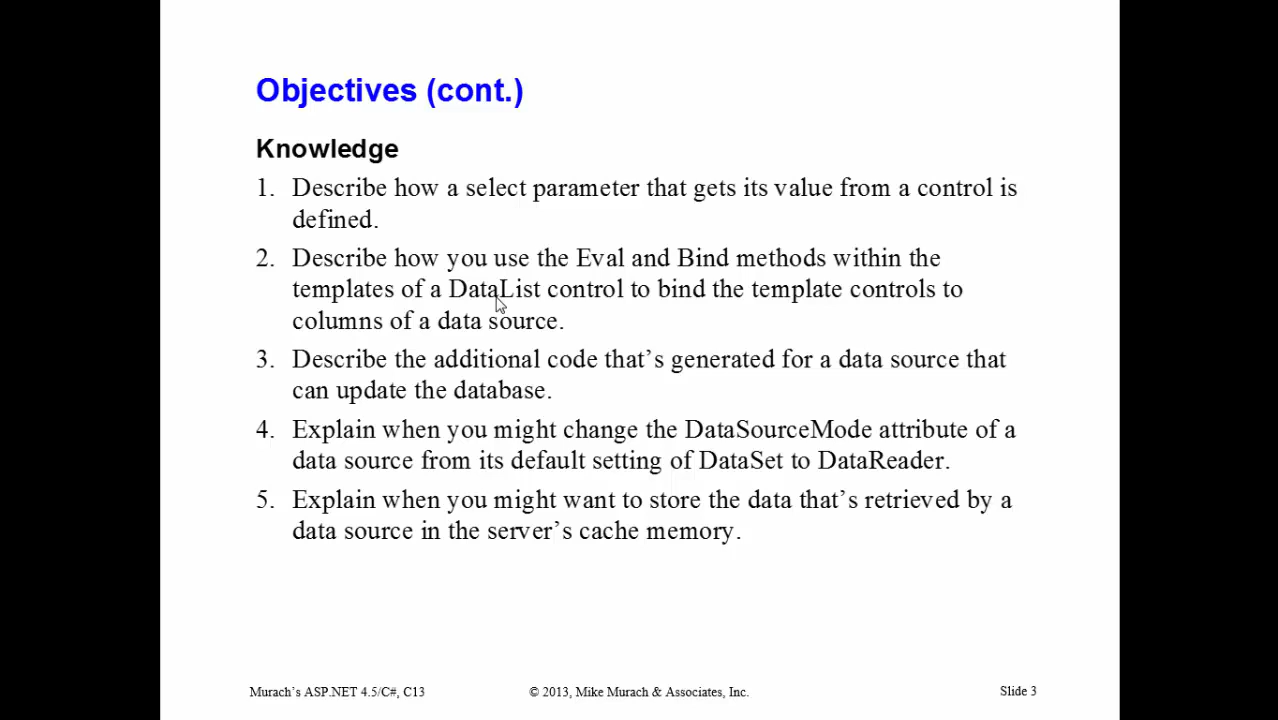 Objectives (cont.)
Knowledge
1. Describe how a select parameter that gets its value from a control is
defined.
2. Describe how you use the Eval and Bind methods within the
templates of a DataList control to bind the template controls to
columns of a data source.
3. Describe the additional code that’s generated for a data source that
can update the database.
4. Explain when you might change the DataSourceMode attribute of a
data source from its default setting of DataSet to DataReader.
5. Explain when you might want to store the data that’s retrieved by a
data source in the server’s cache memory.
Murach’s ASP.NET 4.5/C#, C13
© 2013, Mike Murach & Associates, Inc.
Slide 3